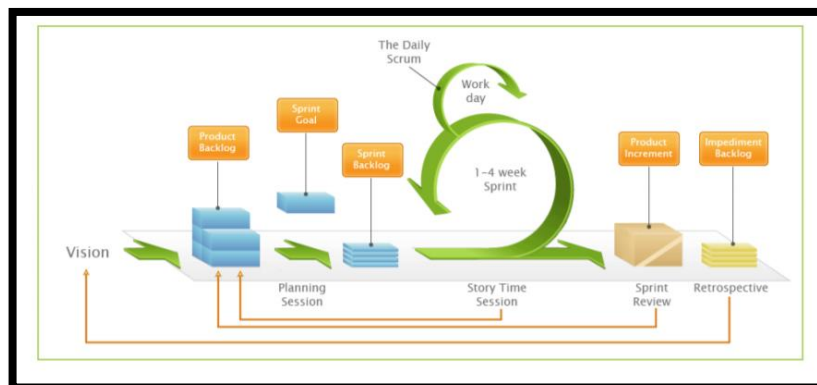 The Daily
Scrum
Work
day
Sprint
Goal
Product
Backlog
Sprint
Backlog
Product
Increment
Impediment
Backlog
1-4 week
Sprint
Vision
Planning
Session
Story Time
Session
Sprint
Review
Retrospective